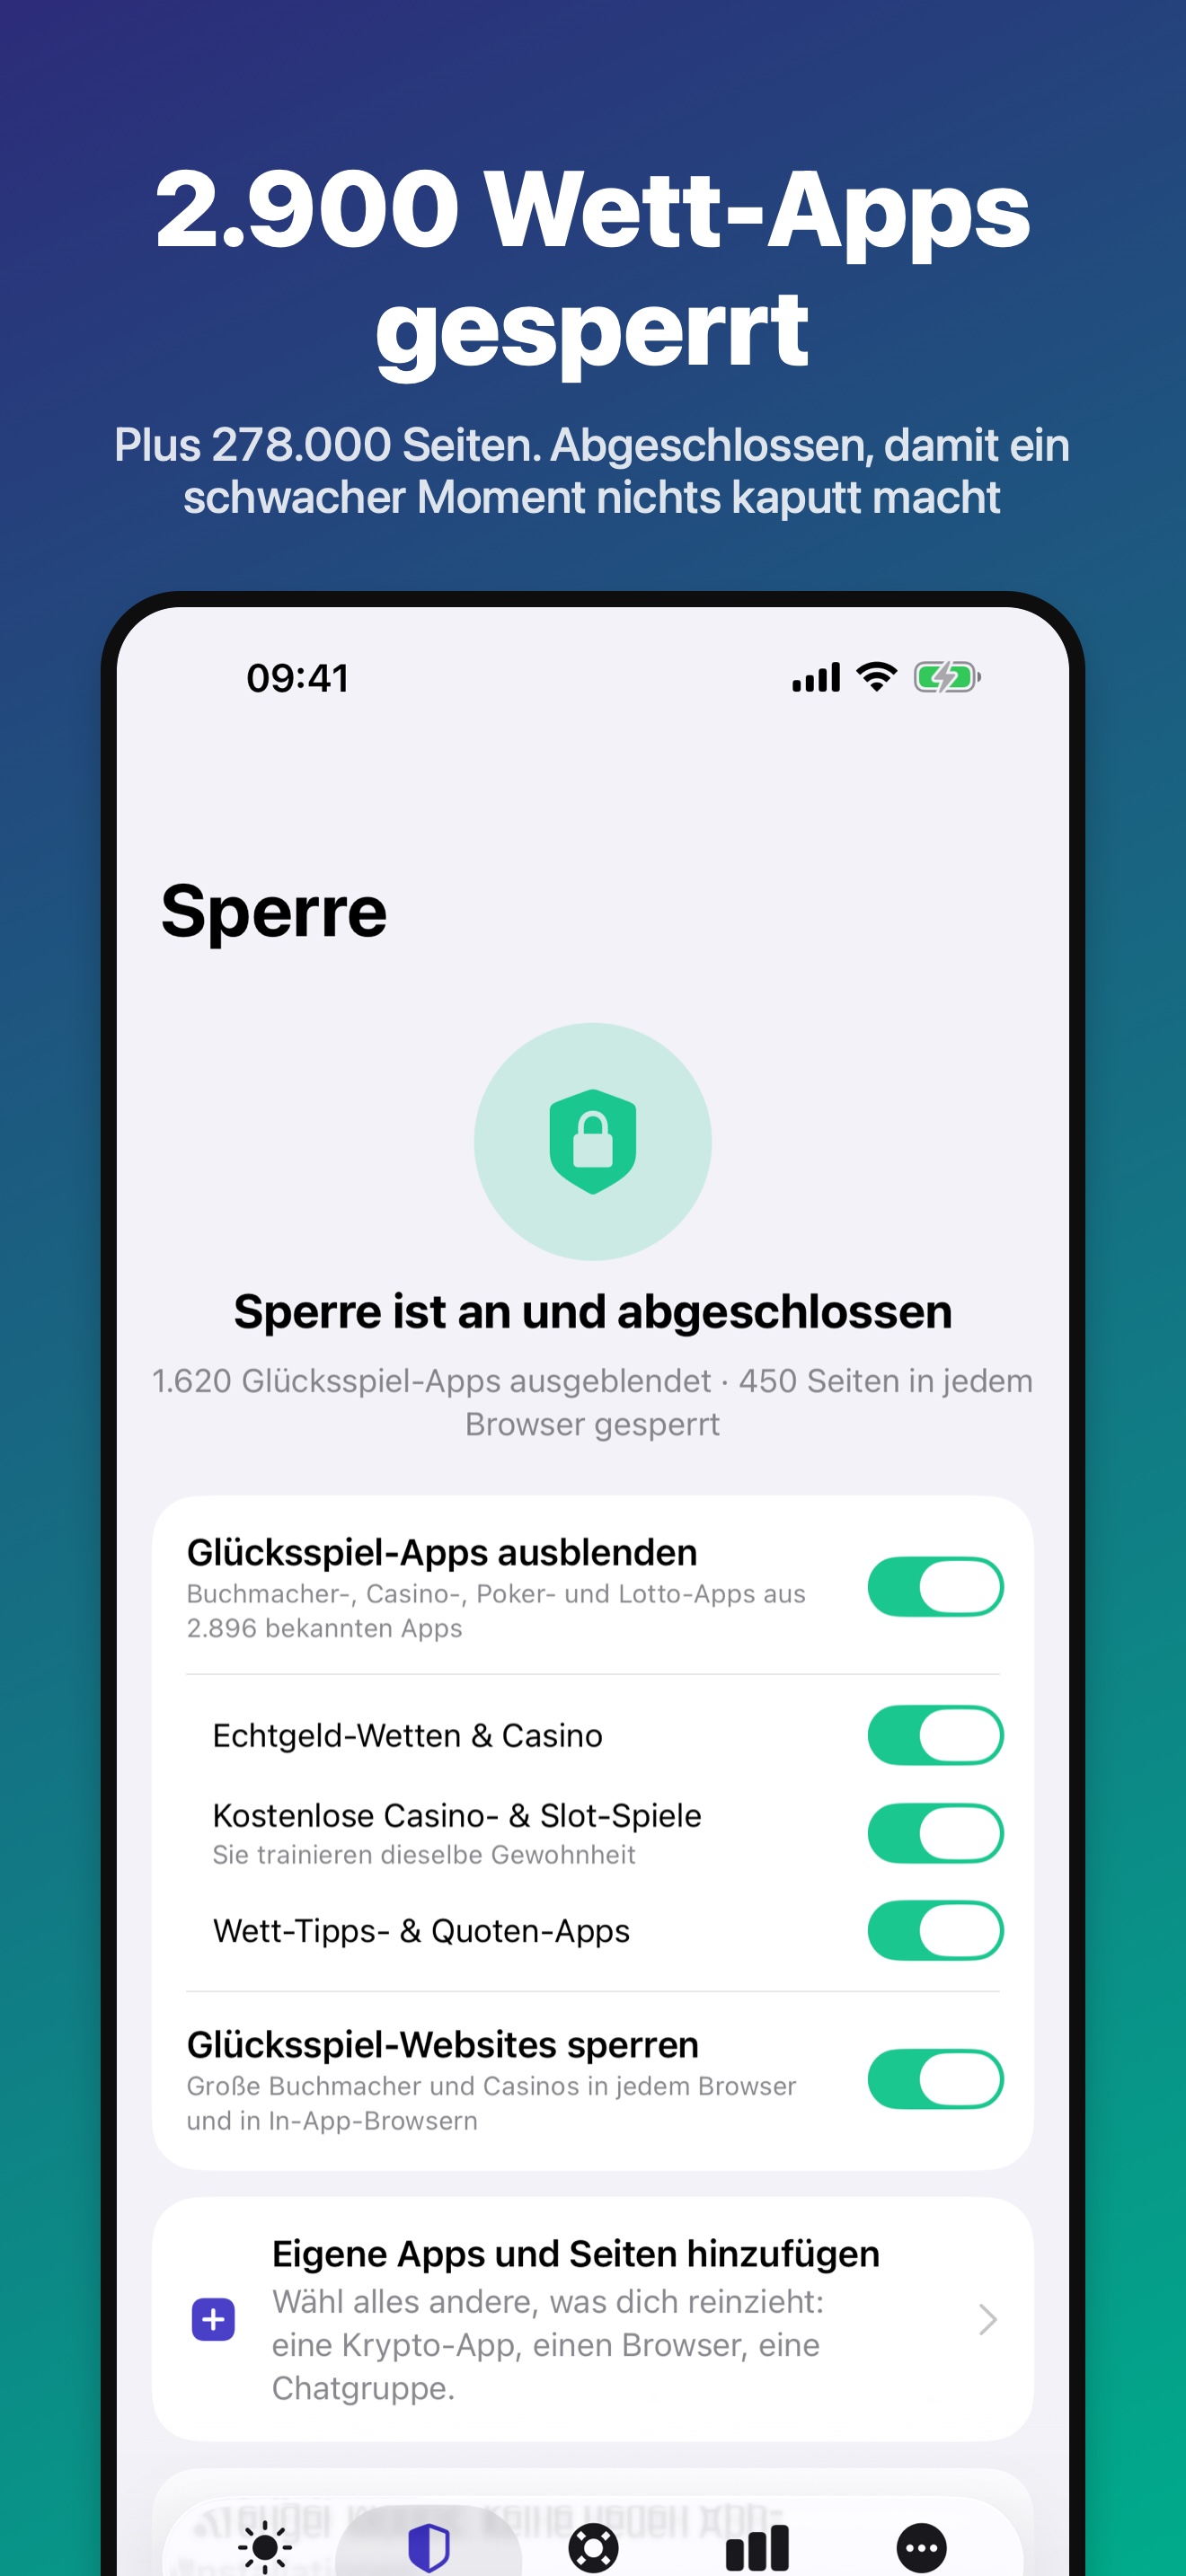 2.900 Wett-Apps
gesperrt
Plus 278.000 Seiten. Abgeschlossen, damit ein
schwacher Moment nichts kaputt macht
09:41
Sperre
Sperre ist an und abgeschlossen
1.620 Glücksspiel-Apps ausgeblendet · 450 Seiten in jedem
Browser gesperrt
Glücksspiel-Apps ausblenden
Buchmacher-, Casino-, Poker- und Lotto-Apps aus
2.896 bekannten Apps
Echtgeld-Wetten & Casino
Kostenlose Casino- & Slot-Spiele
Sie trainieren dieselbe Gewohnheit
Wett-Tipps- & Quoten-Apps
Glücksspiel-Websites sperren
Große Buchmacher und Casinos in jedem Browser
und in In-App-Browsern
Eigene Apps und Seiten hinzufügen
Wähl alles andere, was dich reinzieht:
eine Krypto-App, einen Browser, eine
Chatgruppe.